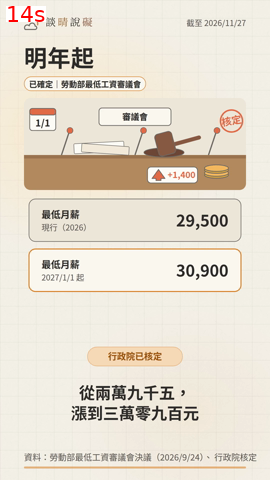 14s
談晴說礙
截至 2026/11/27
明年起
已確定｜勞動部最低工資審議會
1/1
審議會
核定
+1,400
最低月薪
現行（2026）
29,500
最低月薪
2027/1/1 起
30,900
行政院已核定
從兩萬九千五，
漲到三萬零九百元
資料：勞動部最低工資審議會決議（2026/9/24）、行政院核定